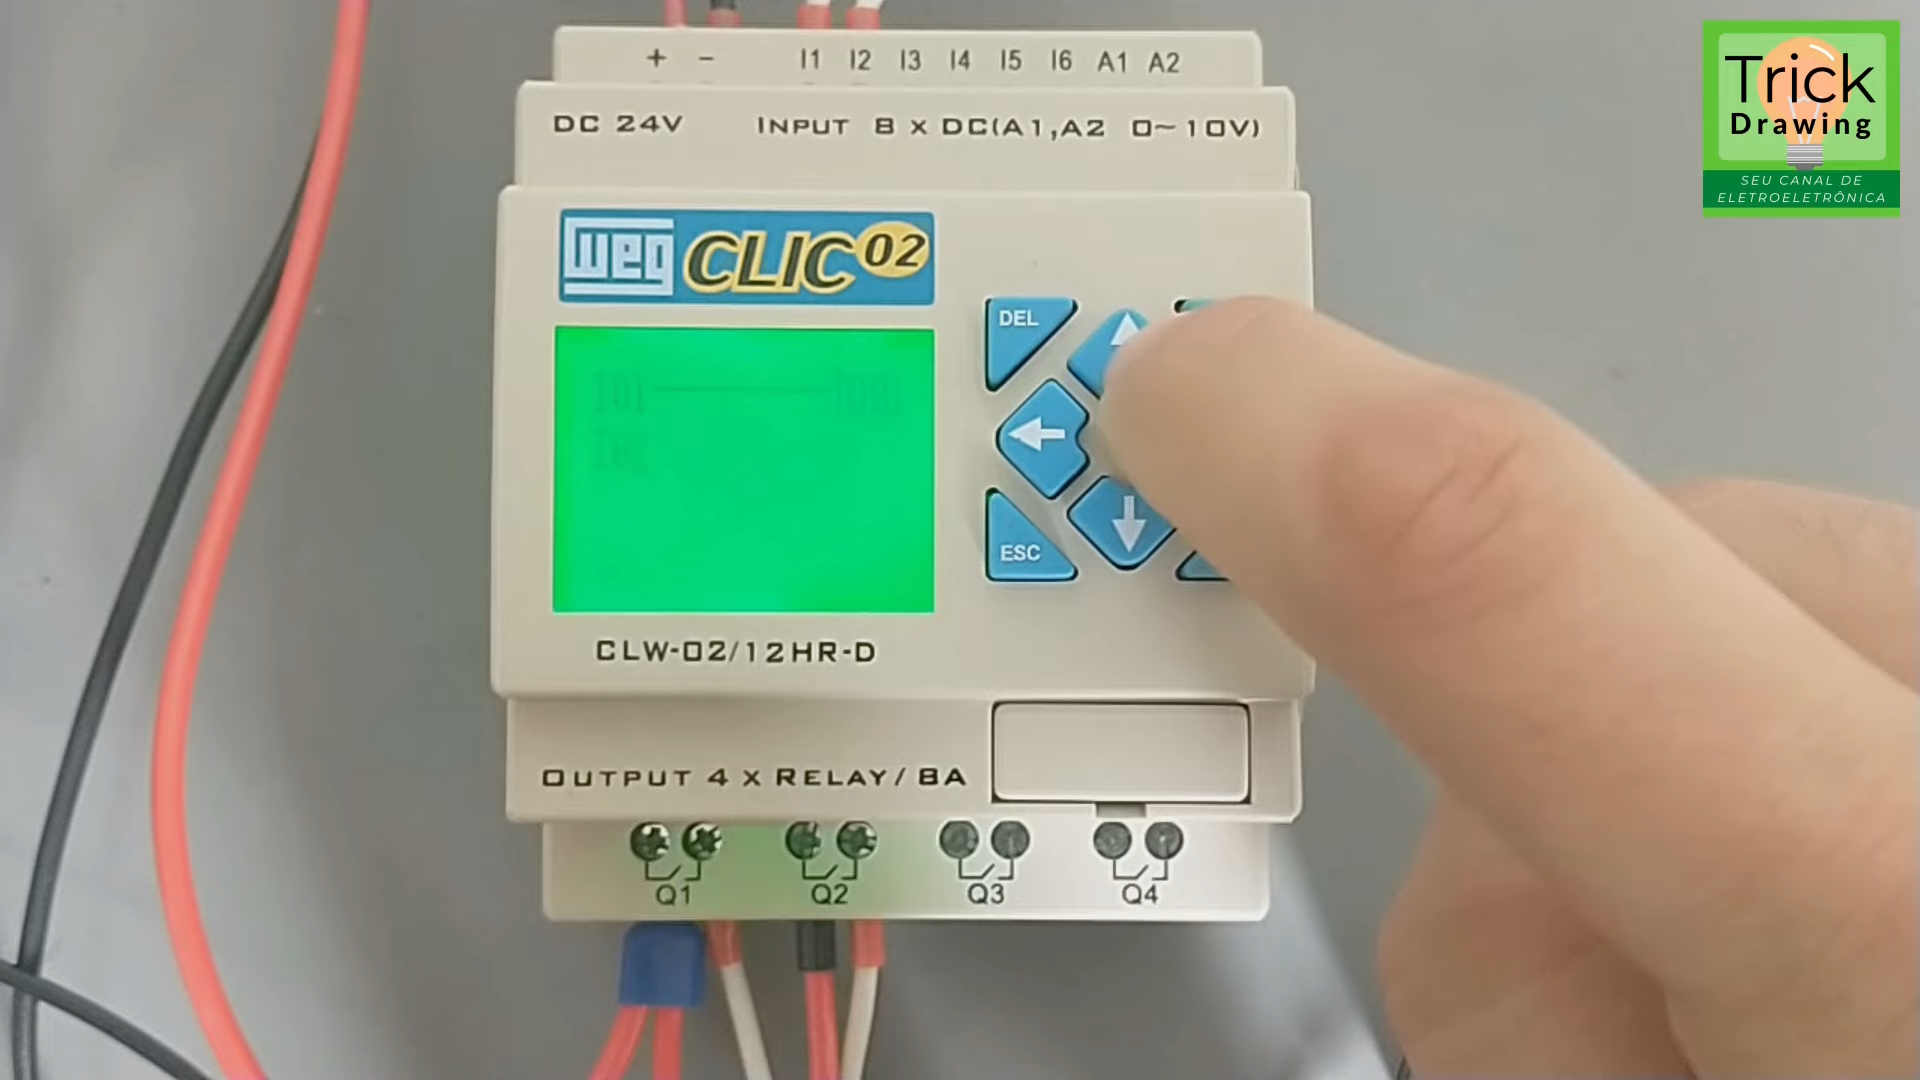 + − I1 I2 I3 I4 I5 I6 A1 A2
DC 24V INPUT 8 x DC(A1,A2 0~10V)
weg CLIC 02
DEL
ESC
CLW-02/12HR-D
OUTPUT 4 x RELAY/8A
Q1 Q2 Q3 Q4
Trick
Drawing
SEU CANAL DE
ELETROELETRÔNICA